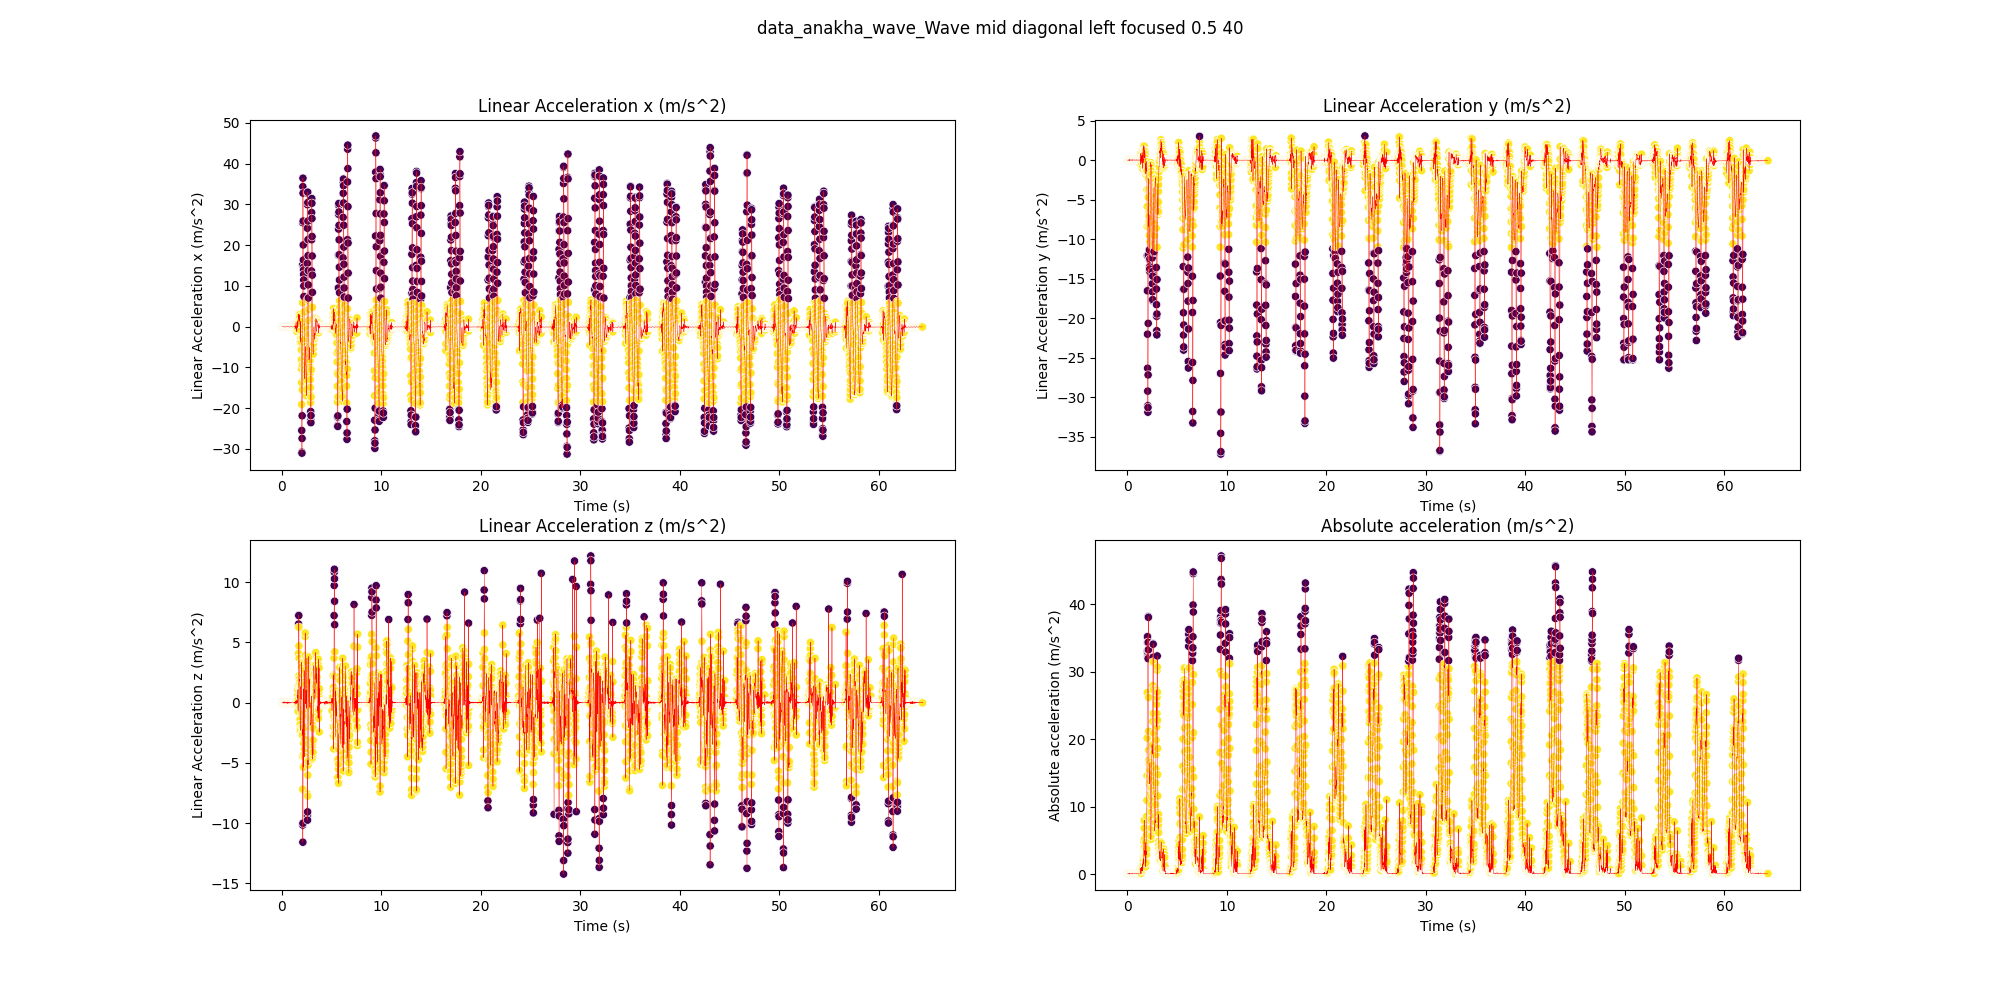 data_anakha_wave_Wave mid diagonal left focused 0.5 40
Linear Acceleration x (m/s^2)
Linear Acceleration x (m/s^2)
50
40
30
20
10
0
−10
−20
−30
0 10 20 30 40 50 60
Time (s)
Linear Acceleration y (m/s^2)
Linear Acceleration y (m/s^2)
5
0
−5
−10
−15
−20
−25
−30
−35
0 10 20 30 40 50 60
Time (s)
Linear Acceleration z (m/s^2)
Linear Acceleration z (m/s^2)
10
5
0
−5
−10
−15
0 10 20 30 40 50 60
Time (s)
Absolute acceleration (m/s^2)
Absolute acceleration (m/s^2)
40
30
20
10
0
0 10 20 30 40 50 60
Time (s)